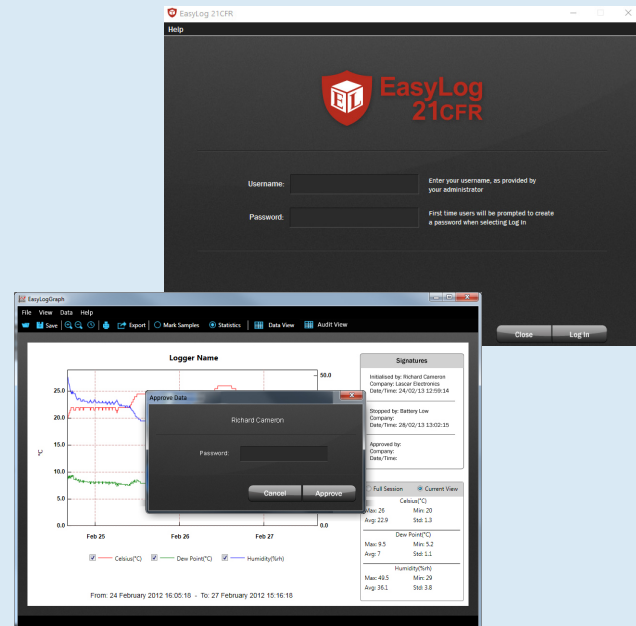 EasyLog 21CFR
Help
EL
EasyLog
21CFR
Username:
Enter your username, as provided by
your administrator
Password:
First time users will be prompted to create
a password when selecting Log In
Close
Log In
EasyLogGraph
File View Data Help
Save Export Mark Samples Statistics Data View Audit View
Logger Name
25.0
20.0
15.0
10.0
5.0
0.0
°C
50.0
0.0
Feb 25 Feb 26 Feb 27
Celsius(°C) Dew Point(°C) Humidity(%rh)
From: 24 February 2012 16:05:18 - To: 27 February 2012 15:16:18
Approve Data
Richard Cameron
Password:
Cancel Approve
Signatures
Initialised by: Richard Cameron
Company: Lascar Electronics
Date/Time: 24/02/13 12:59:14
Stopped by: Battery Low
Company:
Date/Time: 28/02/13 13:02:15
Approved by:
Company:
Date/Time:
Full Session Current View
Celsius(°C)
Max: 26 Min: 20
Avg: 22.9 Std: 1.3
Dew Point(°C)
Max: 9.5 Min: 5.2
Avg: 7 Std: 1.1
Humidity(%rh)
Max: 49.5 Min: 29
Avg: 36.1 Std: 3.8